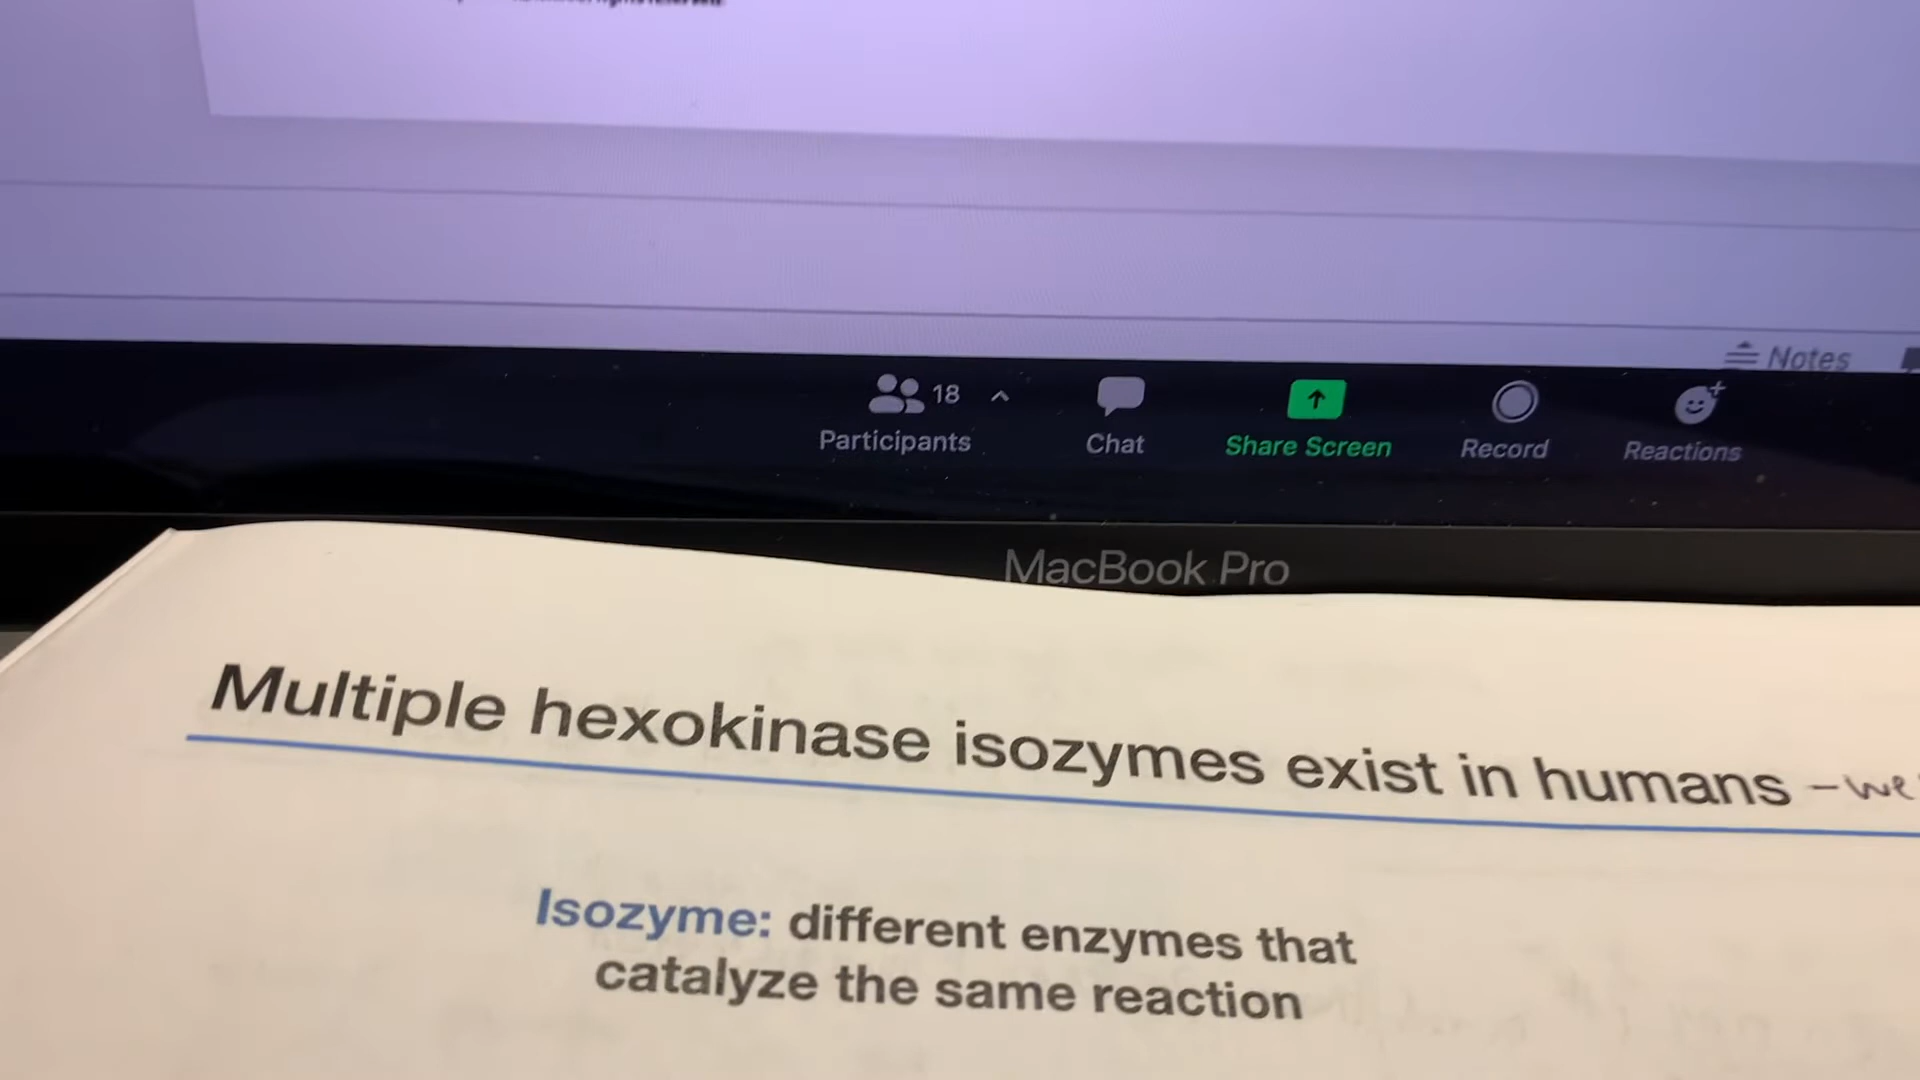 Notes
18
Participants
Chat
Share Screen
Record
Reactions
MacBook Pro
Multiple hexokinase isozymes exist in humans - we
Isozyme: different enzymes that
catalyze the same reaction